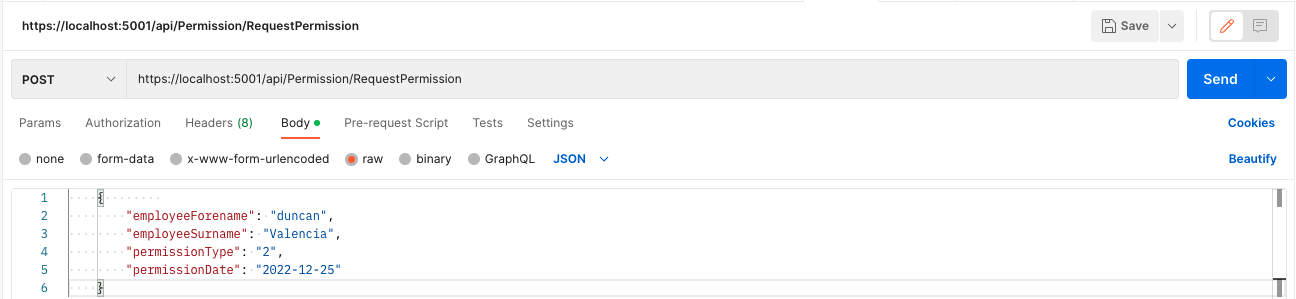 https://localhost:5001/api/Permission/RequestPermission Save
POST https://localhost:5001/api/Permission/RequestPermission Send
Params Authorization Headers (8) Body Pre-request Script Tests Settings Cookies
none form-data x-www-form-urlencoded raw binary GraphQL JSON Beautify
1 {
2 "employeeForename": "duncan",
3 "employeeSurname": "Valencia",
4 "permissionType": "2",
5 "permissionDate": "2022-12-25"
6 }